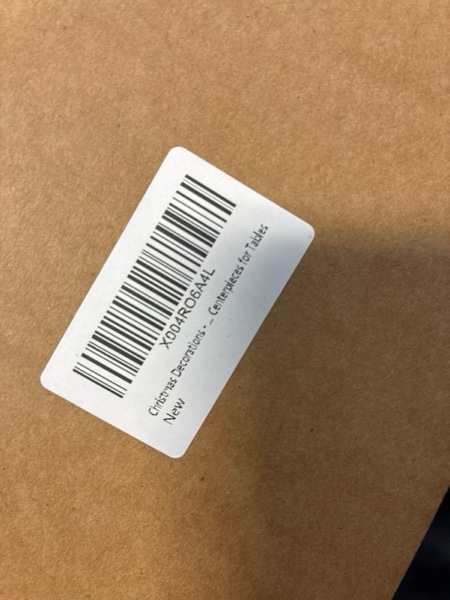 X004RO6A4L
Christmas Decorations - ... Centerpieces for Tables
New